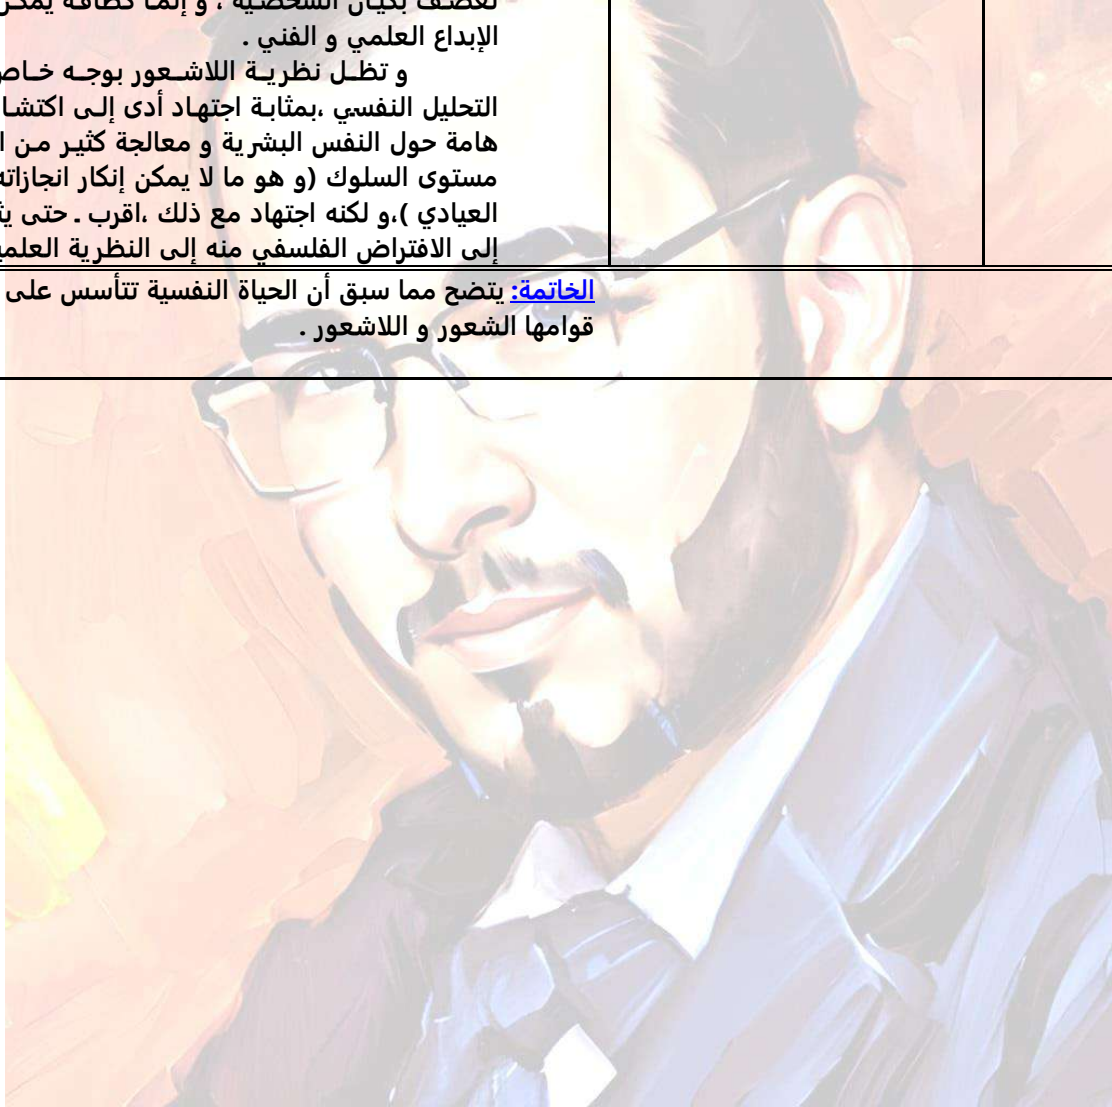 تعصف بكيان الشخصية ، و إنما كطاقة يمكن
الإبداع العلمي و الفني .
و تظل نظرية اللاشعور بوجه خاص
التحليل النفسي ،بمثابة اجتهاد أدى إلى اكتشا
هامة حول النفس البشرية و معالجة كثير من ا
مستوى السلوك (و هو ما لا يمكن إنكار انجازاته
العيادي )،و لكنه اجتهاد مع ذلك ،اقرب ـ حتى يث
إلى الافتراض الفلسفي منه إلى النظرية العلمي
الخاتمة: يتضح مما سبق أن الحياة النفسية تتأسس على
قوامها الشعور و اللاشعور .